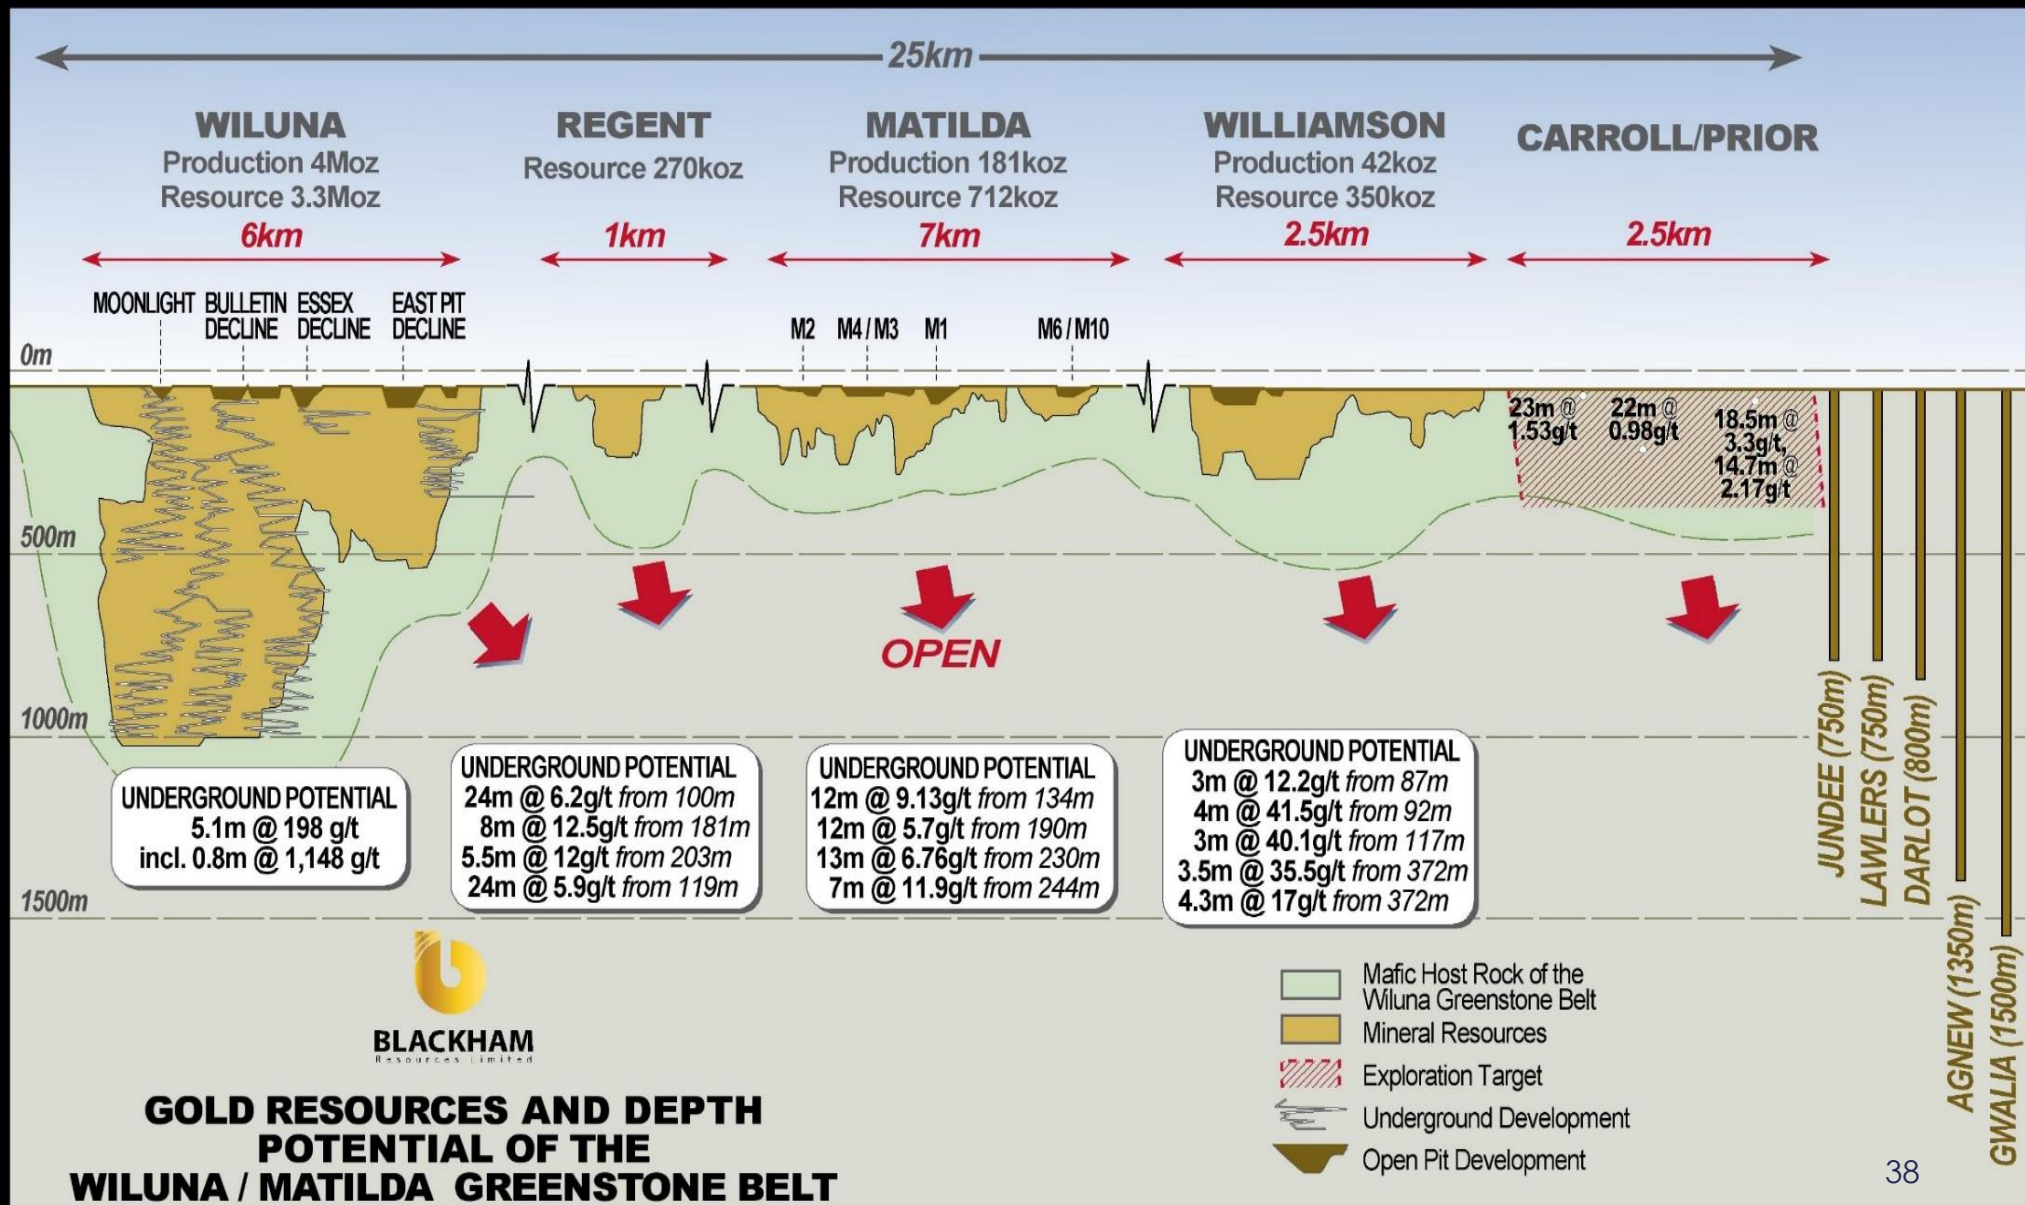 25km
WILUNA
Production 4Moz
Resource 3.3Moz
6km
REGENT
Resource 270koz
1km
MATILDA
Production 181koz
Resource 712koz
7km
WILLIAMSON
Production 42koz
Resource 350koz
2.5km
CARROLL/PRIOR
2.5km
MOONLIGHT
BULLETIN
DECLINE
ESSEX
DECLINE
EAST PIT
DECLINE
M2
M4 / M3
M1
M6 / M10
0m
500m
1000m
1500m
23m @
1.53g/t
22m @
0.98g/t
18.5m @
3.3g/t,
14.7m @
2.17g/t
OPEN
UNDERGROUND POTENTIAL
5.1m @ 198 g/t
incl. 0.8m @ 1,148 g/t
UNDERGROUND POTENTIAL
24m @ 6.2g/t from 100m
8m @ 12.5g/t from 181m
5.5m @ 12g/t from 203m
24m @ 5.9g/t from 119m
UNDERGROUND POTENTIAL
12m @ 9.13g/t from 134m
12m @ 5.7g/t from 190m
13m @ 6.76g/t from 230m
7m @ 11.9g/t from 244m
UNDERGROUND POTENTIAL
3m @ 12.2g/t from 87m
4m @ 41.5g/t from 92m
3m @ 40.1g/t from 117m
3.5m @ 35.5g/t from 372m
4.3m @ 17g/t from 372m
JUNDEE (750m)
LAWLERS (750m)
DARLOT (800m)
AGNEW (1350m)
GWALIA (1500m)
BLACKHAM
Resources Limited
GOLD RESOURCES AND DEPTH
POTENTIAL OF THE
WILUNA / MATILDA GREENSTONE BELT
Mafic Host Rock of the
Wiluna Greenstone Belt
Mineral Resources
Exploration Target
Underground Development
Open Pit Development
38